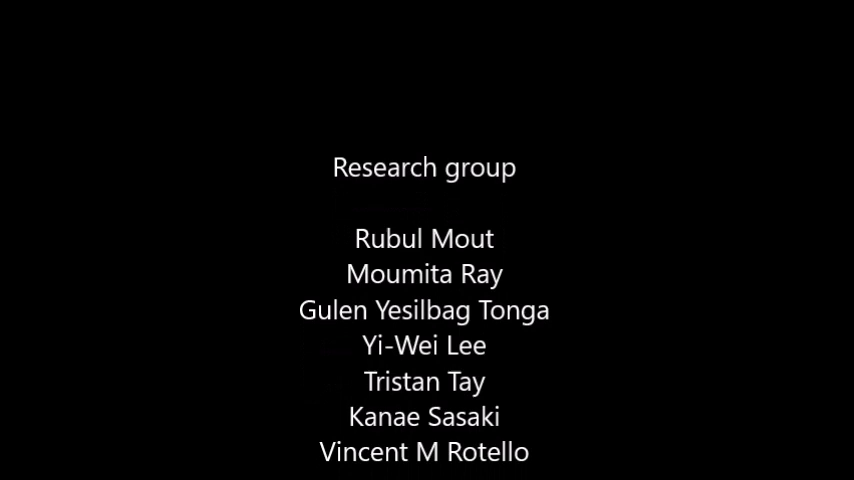 Research group
Rubul Mout
Moumita Ray
Gulen Yesilbag Tonga
Yi-Wei Lee
Tristan Tay
Kanae Sasaki
Vincent M Rotello